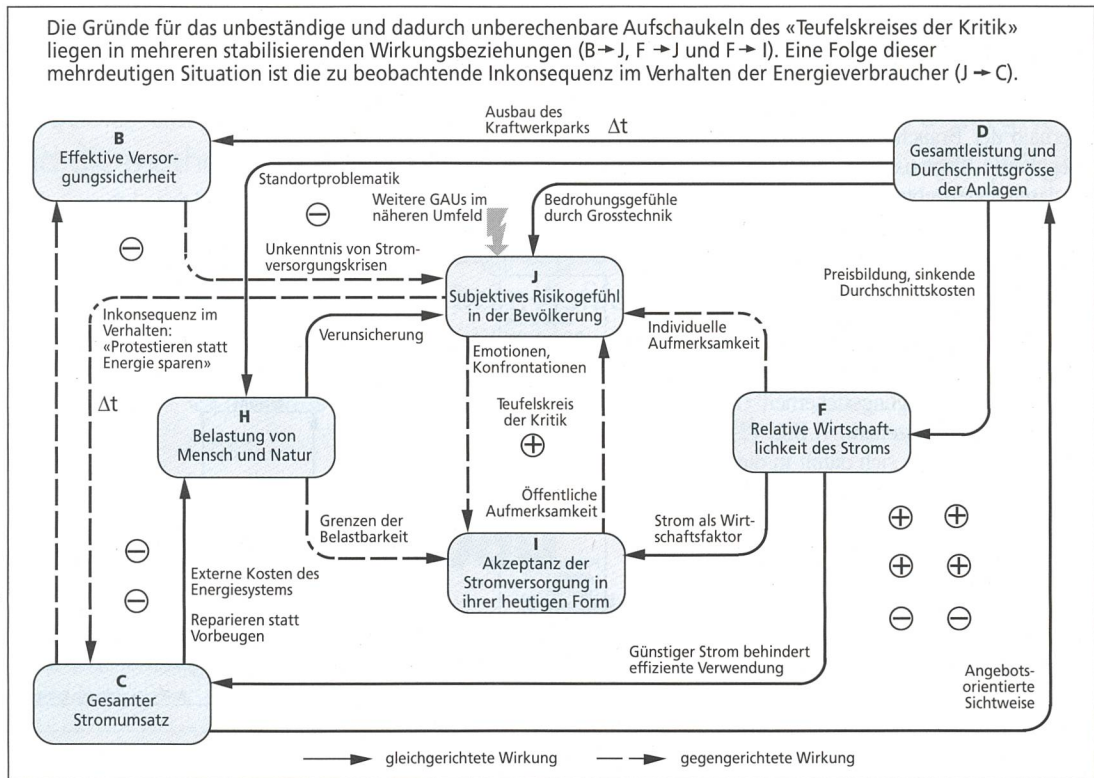 Die Gründe für das unbeständige und dadurch unberechenbare Aufschaukeln des «Teufelskreises der Kritik»
liegen in mehreren stabilisierenden Wirkungsbeziehungen (B→J, F→J und F→I). Eine Folge dieser
mehrdeutigen Situation ist die zu beobachtende Inkonsequenz im Verhalten der Energieverbraucher (J→C).
Ausbau des
Kraftwerkparks Δt
B
Effektive Versor-
gungssicherheit
D
Gesamtleistung und
Durchschnittsgrösse
der Anlagen
Standortproblematik
⊖
Weitere GAUs im
näheren Umfeld
Bedrohungsgefühle
durch Grosstechnik
⊖
Unkenntnis von Strom-
versorgungskrisen
J
Subjektives Risikogefühl
in der Bevölkerung
Preisbildung, sinkende
Durchschnittskosten
Inkonsequenz im
Verhalten:
«Protestieren statt
Energie sparen»
Δt
Verunsicherung
Individuelle
Aufmerksamkeit
Emotionen,
Konfrontationen
H
Belastung von
Mensch und Natur
Teufelskreis
der Kritik
⊕
F
Relative Wirtschaft-
lichkeit des Stroms
Öffentliche
Aufmerksamkeit
Grenzen der
Belastbarkeit
Strom als Wirt-
schaftsfaktor
⊕ ⊕
⊕ ⊕
⊖ ⊖
I
Akzeptanz der
Stromversorgung in
ihrer heutigen Form
⊖
⊖
Externe Kosten des
Energiesystems
Reparieren statt
Vorbeugen
Günstiger Strom behindert
effiziente Verwendung
C
Gesamter
Stromumsatz
Angebots-
orientierte
Sichtweise
gleichgerichtete Wirkung
gegengerichtete Wirkung